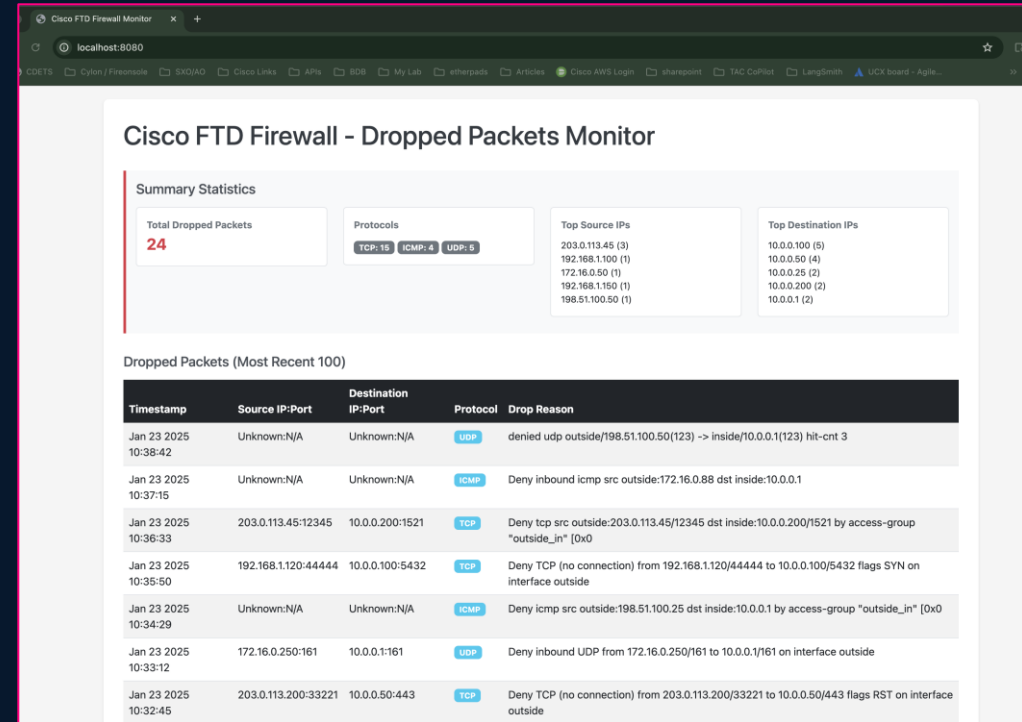 Cisco FTD Firewall Monitor
localhost:8080
CDETS Cylon / Fireonsole SXO/AO Cisco Links APIs BDB My Lab etherpads Articles Cisco AWS Login sharepoint TAC CoPilot LangSmith UCX board - Agile...
Cisco FTD Firewall - Dropped Packets Monitor
Summary Statistics
Total Dropped Packets
24
Protocols
TCP: 15 ICMP: 4 UDP: 5
Top Source IPs
203.0.113.45 (3)
192.168.1.100 (1)
172.16.0.50 (1)
192.168.1.150 (1)
198.51.100.50 (1)
Top Destination IPs
10.0.0.100 (5)
10.0.0.50 (4)
10.0.0.25 (2)
10.0.0.200 (2)
10.0.0.1 (2)
Dropped Packets (Most Recent 100)
Timestamp Source IP:Port Destination IP:Port Protocol Drop Reason
Jan 23 2025 Unknown:N/A Unknown:N/A UDP denied udp outside/198.51.100.50(123) -> inside/10.0.0.1(123) hit-cnt 3
10:38:42
Jan 23 2025 Unknown:N/A Unknown:N/A ICMP Deny inbound icmp src outside:172.16.0.88 dst inside:10.0.0.1
10:37:15
Jan 23 2025 203.0.113.45:12345 10.0.0.200:1521 TCP Deny tcp src outside:203.0.113.45/12345 dst inside:10.0.0.200/1521 by access-group
10:36:33 "outside_in" [0x0
Jan 23 2025 192.168.1.120:44444 10.0.0.100:5432 TCP Deny TCP (no connection) from 192.168.1.120/44444 to 10.0.0.100/5432 flags SYN on
10:35:50 interface outside
Jan 23 2025 Unknown:N/A Unknown:N/A ICMP Deny icmp src outside:198.51.100.25 dst inside:10.0.0.1 by access-group "outside_in" [0x0
10:34:29
Jan 23 2025 172.16.0.250:161 10.0.0.1:161 UDP Deny inbound UDP from 172.16.0.250/161 to 10.0.0.1/161 on interface outside
10:33:12
Jan 23 2025 203.0.113.200:33221 10.0.0.50:443 TCP Deny TCP (no connection) from 203.0.113.200/33221 to 10.0.0.50/443 flags RST on interface
10:32:45 outside